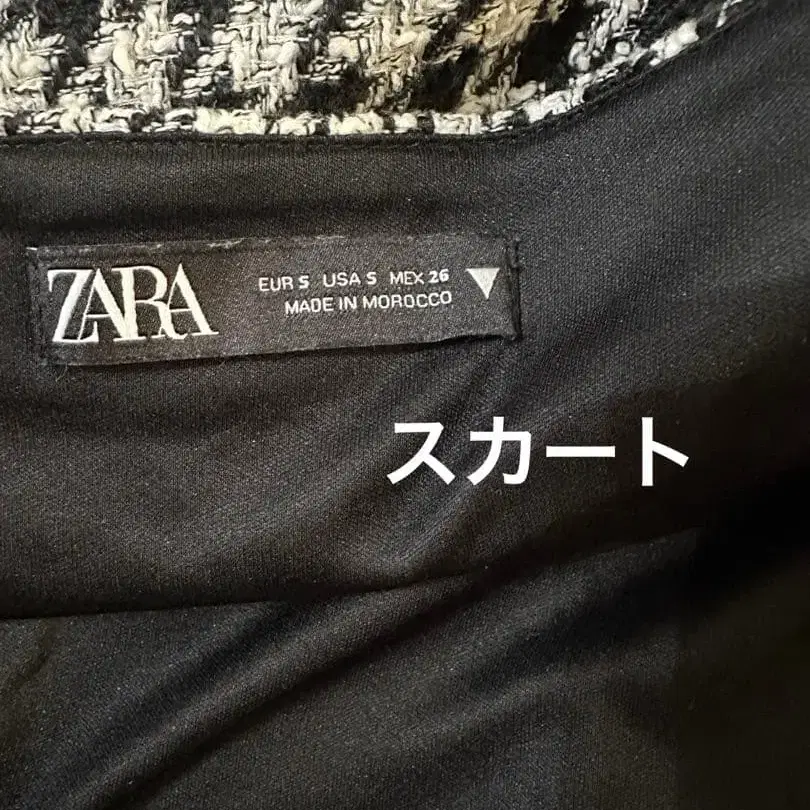 ZARA
EUR S USA S MEX 26
MADE IN MOROCCO
スカート